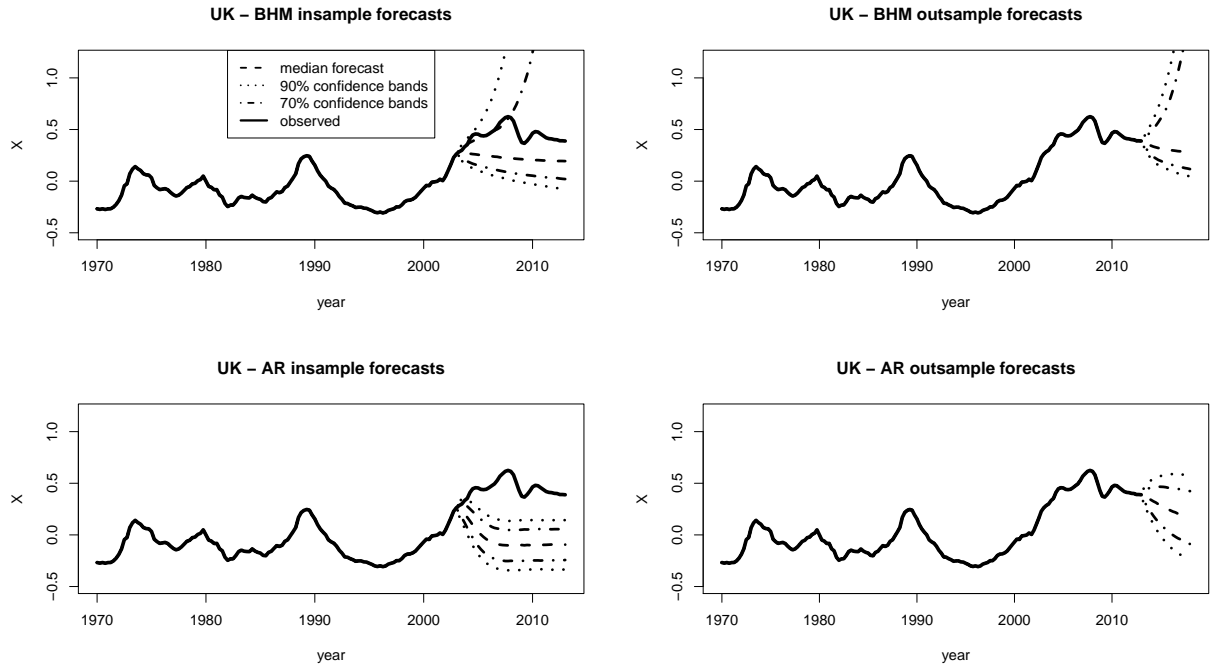 UK − BHM insample forecasts
median forecast
90% confidence bands
70% confidence bands
observed
X
−0.5 0.0 0.5 1.0
1970 1980 1990 2000 2010
year
UK − BHM outsample forecasts
X
−0.5 0.0 0.5 1.0
1970 1980 1990 2000 2010
year
UK − AR insample forecasts
X
−0.5 0.0 0.5 1.0
1970 1980 1990 2000 2010
year
UK − AR outsample forecasts
X
−0.5 0.0 0.5 1.0
1970 1980 1990 2000 2010
year